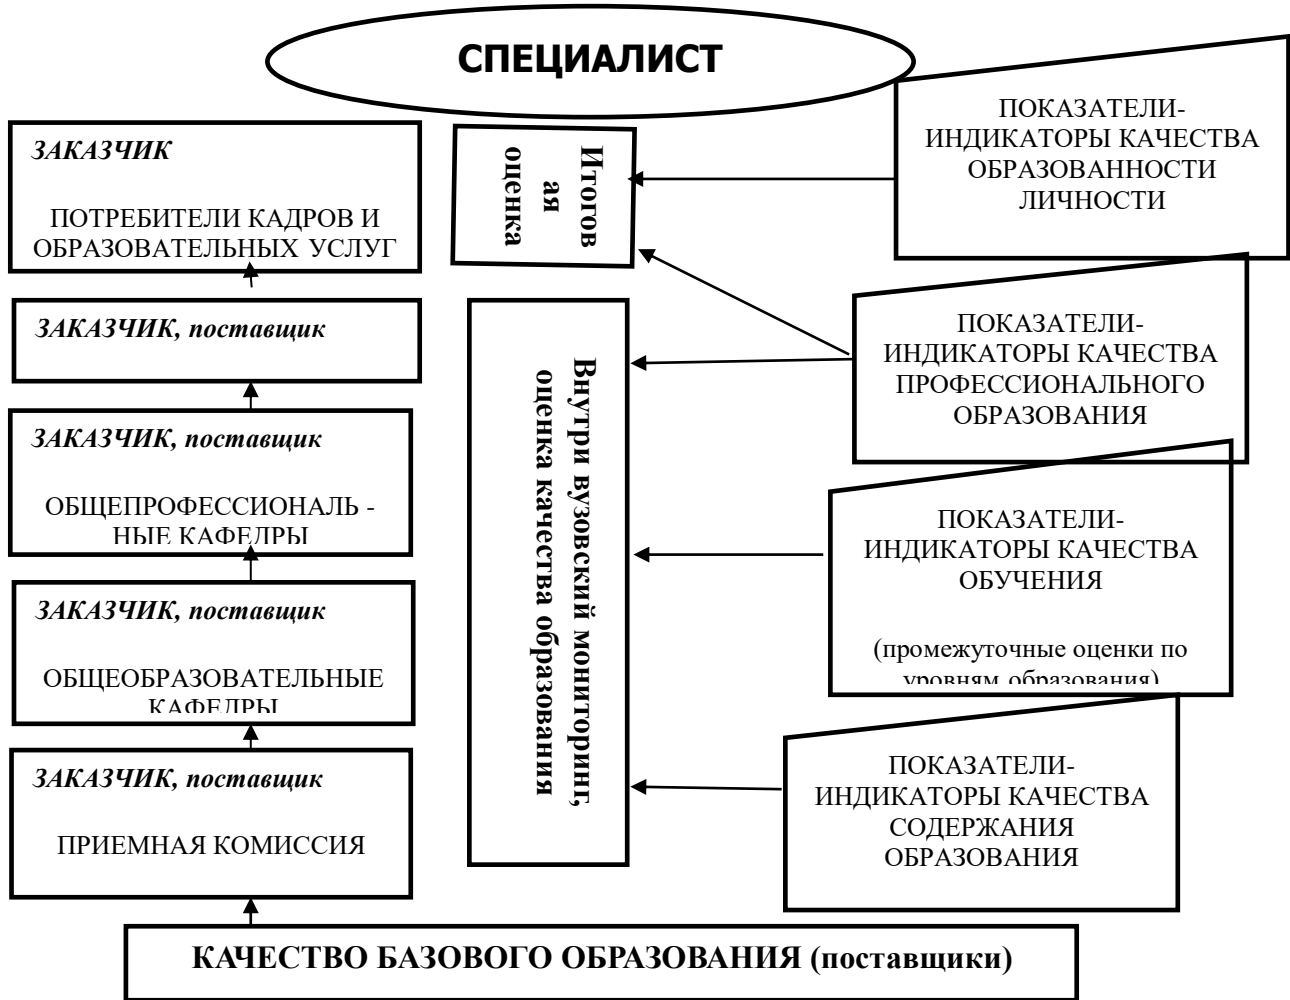 СПЕЦИАЛИСТ
ЗАКАЗЧИК
ПОТРЕБИТЕЛИ КАДРОВ И
ОБРАЗОВАТЕЛЬНЫХ УСЛУГ
ЗАКАЗЧИК, поставщик
ЗАКАЗЧИК, поставщик
ОБЩЕПРОФЕССИОНАЛЬ -
НЫЕ КАФЕДРЫ
ЗАКАЗЧИК, поставщик
ОБЩЕОБРАЗОВАТЕЛЬНЫЕ
КАФЕДРЫ
ЗАКАЗЧИК, поставщик
ПРИЕМНАЯ КОМИССИЯ
Итогов
ая
оценка
Внутри вузовский мониторинг,
оценка качества образования
ПОКАЗАТЕЛИ-
ИНДИКАТОРЫ КАЧЕСТВА
ОБРАЗОВАННОСТИ
ЛИЧНОСТИ
ПОКАЗАТЕЛИ-
ИНДИКАТОРЫ КАЧЕСТВА
ПРОФЕССИОНАЛЬНОГО
ОБРАЗОВАНИЯ
ПОКАЗАТЕЛИ-
ИНДИКАТОРЫ КАЧЕСТВА
ОБУЧЕНИЯ
(промежуточные оценки по
уровням образования)
ПОКАЗАТЕЛИ-
ИНДИКАТОРЫ КАЧЕСТВА
СОДЕРЖАНИЯ
ОБРАЗОВАНИЯ
КАЧЕСТВО БАЗОВОГО ОБРАЗОВАНИЯ (поставщики)